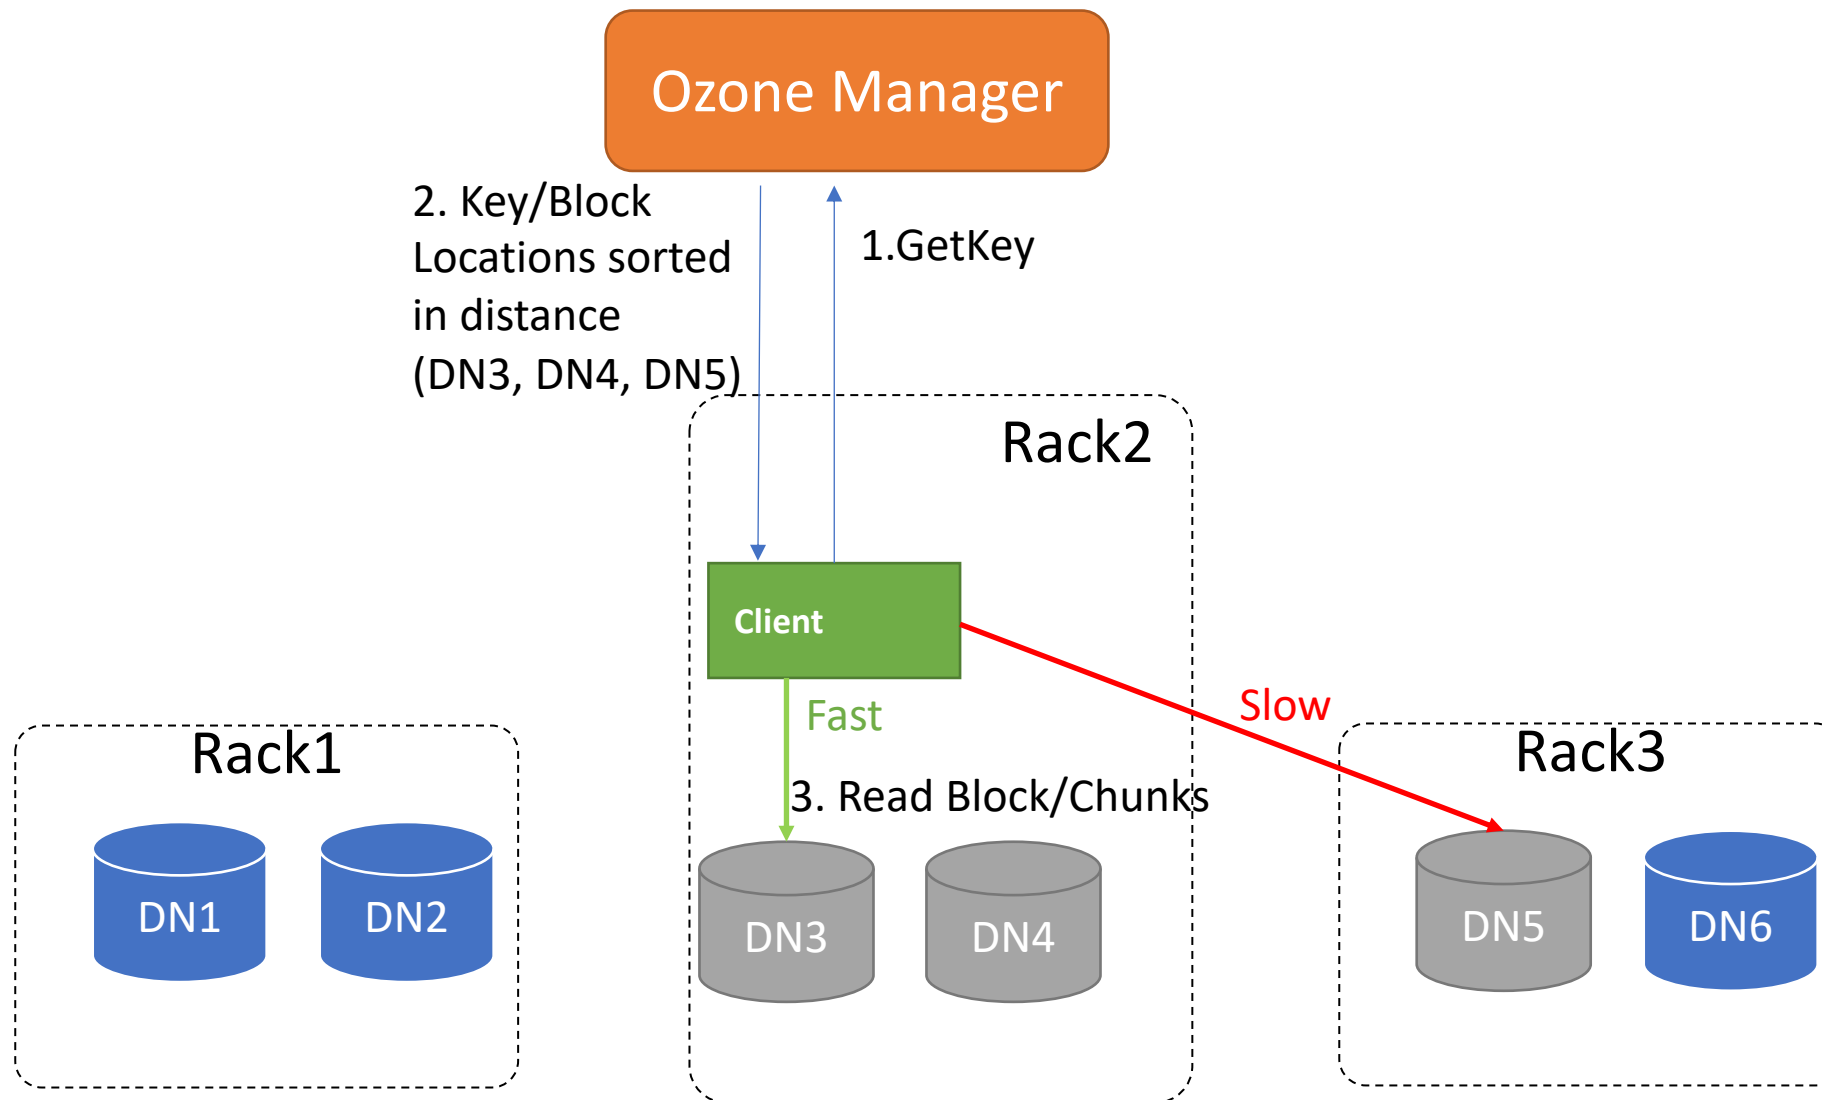 Ozone Manager
2. Key/Block
Locations sorted
in distance
(DN3, DN4, DN5)
1.GetKey
Rack2
Client
Fast
Slow
3. Read Block/Chunks
Rack1
Rack3
DN1
DN2
DN3
DN4
DN5
DN6